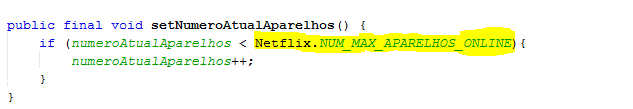 public final void setNumeroAtualAparelhos() {
if (numeroAtualAparelhos < Netflix.NUM_MAX_APARELHOS_ONLINE){
numeroAtualAparelhos++;
}
}